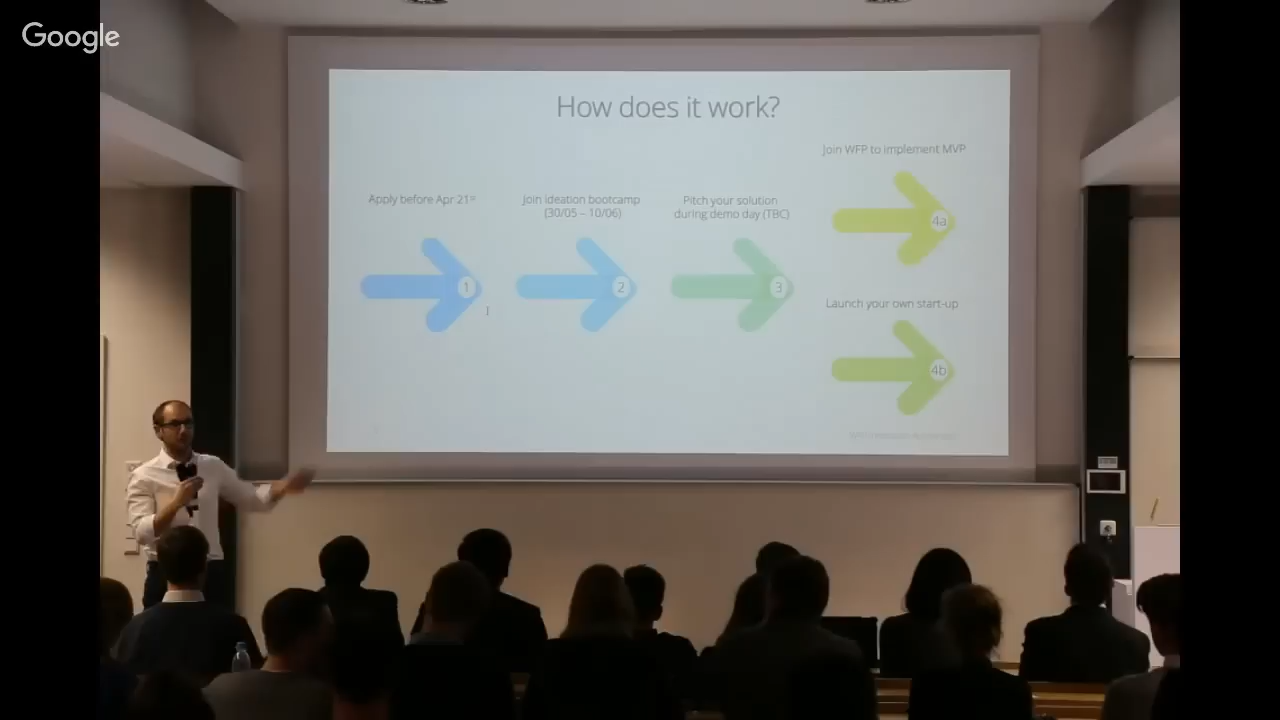 Google
How does it work?
Join WFP to implement MVP
Apply before Apr 21st
Join ideation bootcamp
(30/05 – 10/06)
Pitch your solution
during demo day (TBC)
4a
1
2
3
Launch your own start-up
4b